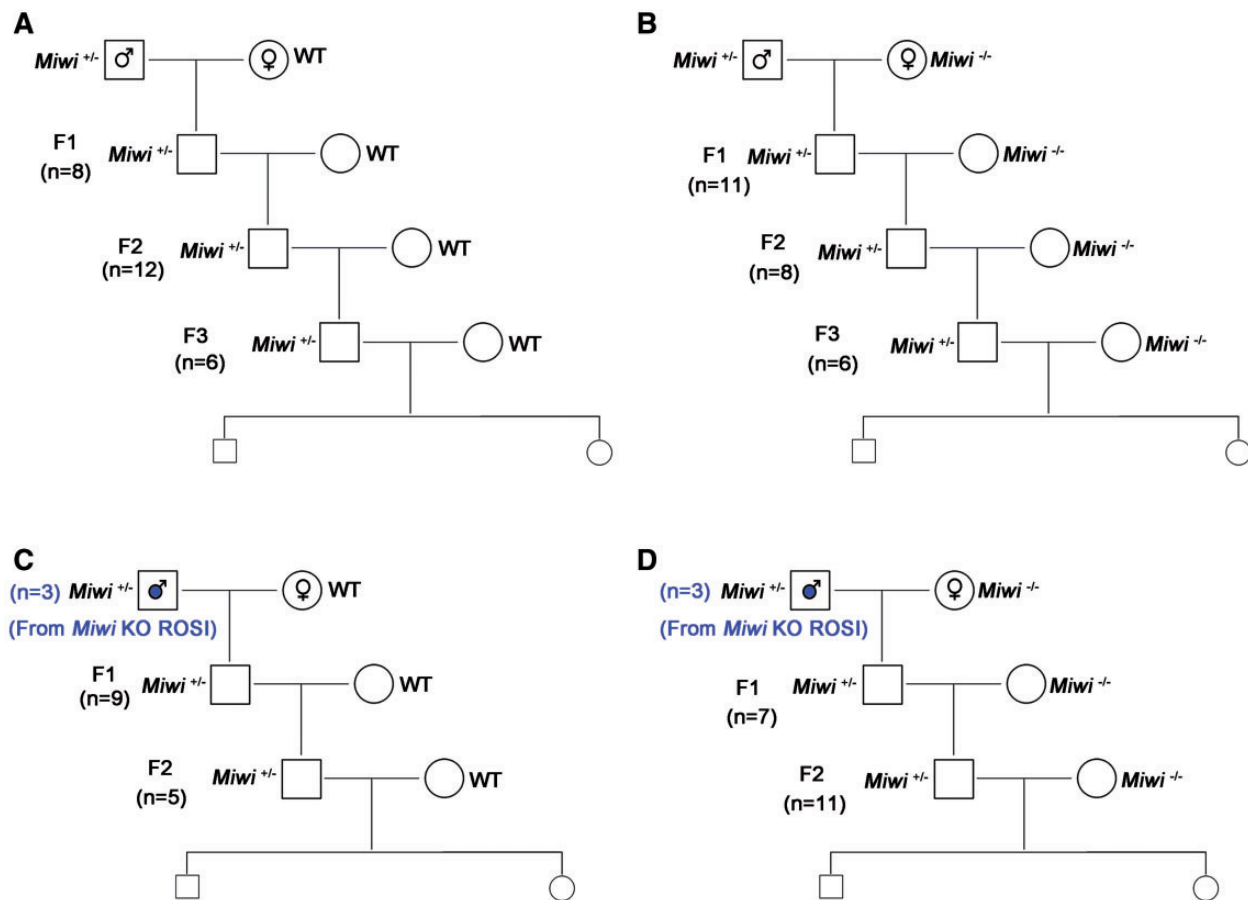 A
Miwi +/- ♂ ♀ WT
F1
(n=8) Miwi +/- WT
F2
(n=12) Miwi +/- WT
F3
(n=6) Miwi +/- WT
B
Miwi +/- ♂ ♀ Miwi -/-
F1
(n=11) Miwi +/- Miwi -/-
F2
(n=8) Miwi +/- Miwi -/-
F3
(n=6) Miwi +/- Miwi -/-
C
(n=3) Miwi +/- ♂ ♀ WT
(From Miwi KO ROSI)
F1
(n=9) Miwi +/- WT
F2
(n=5) Miwi +/- WT
D
(n=3) Miwi +/- ♂ ♀ Miwi -/-
(From Miwi KO ROSI)
F1
(n=7) Miwi +/- Miwi -/-
F2
(n=11) Miwi +/- Miwi -/-